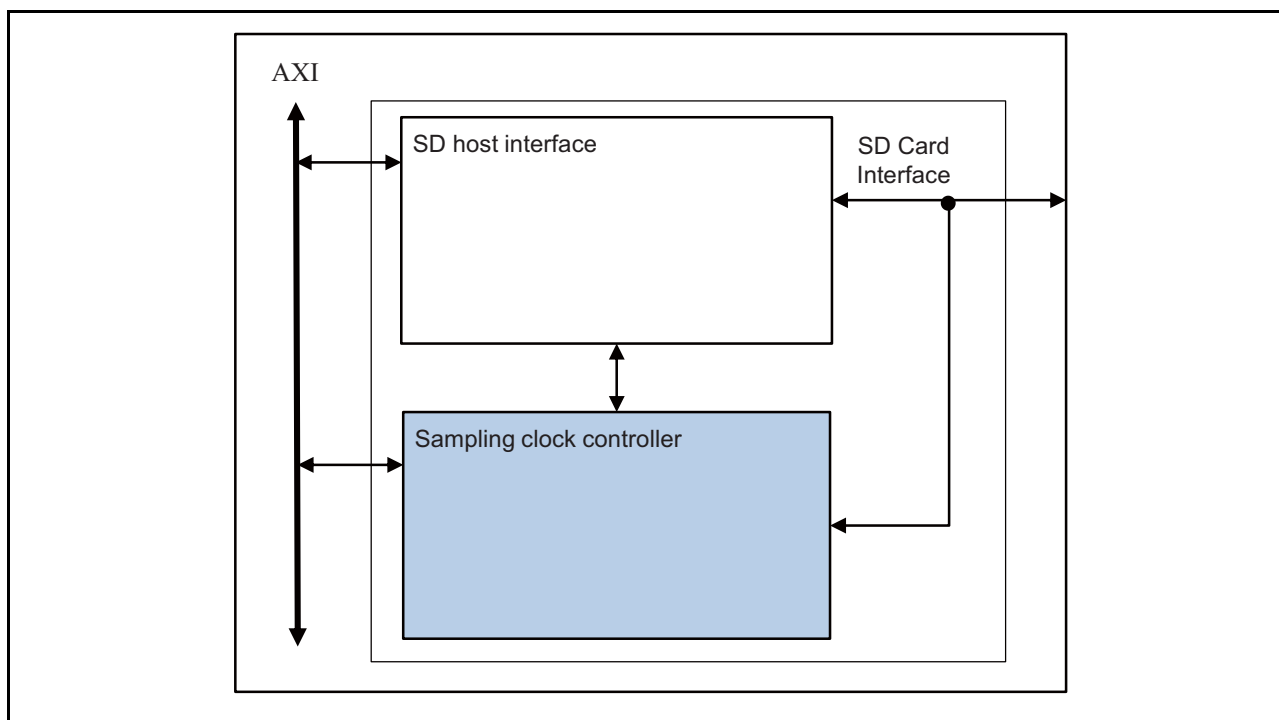 AXI
SD host interface
SD Card
Interface
Sampling clock controller